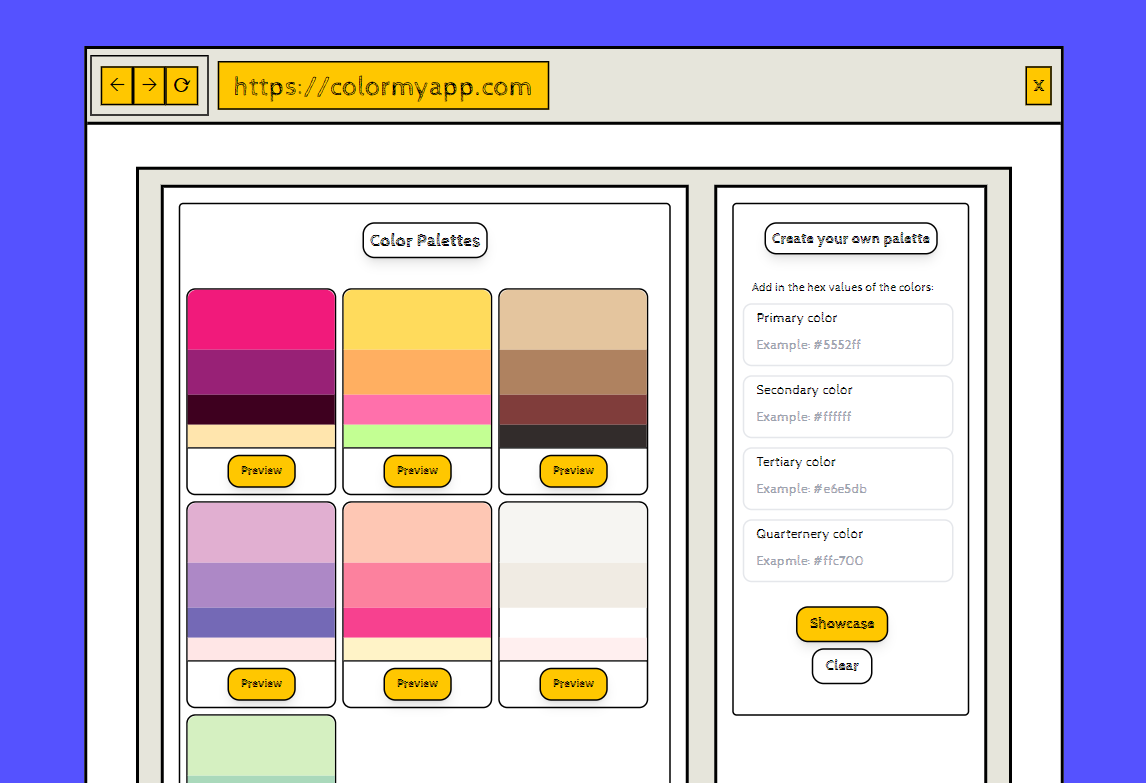 https://colormyapp.com
X
Color Palettes
Preview
Preview
Preview
Preview
Preview
Preview
Create your own palette
Add in the hex values of the colors:
Primary color
Example: #5552ff
Secondary color
Example: #ffffff
Tertiary color
Example: #e6e5db
Quarternery color
Exapmle: #ffc700
Showcase
Clear